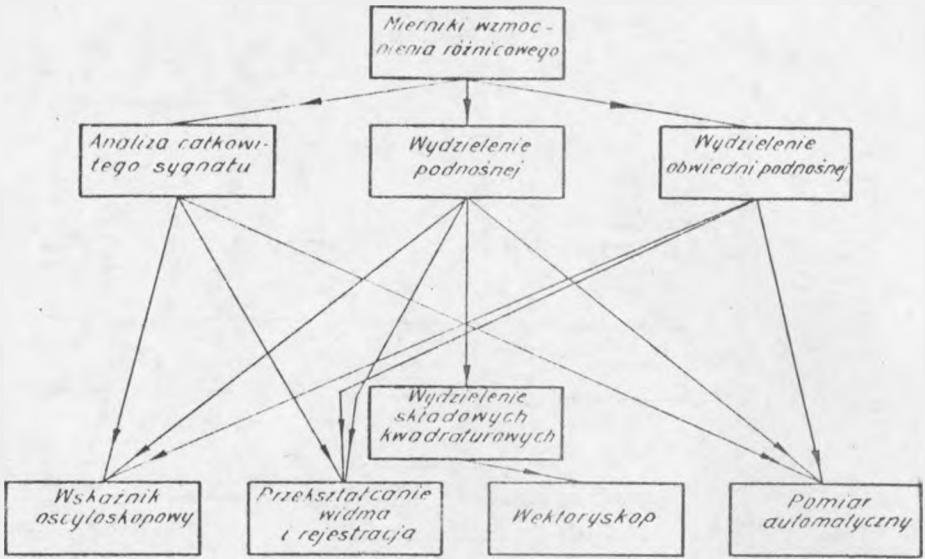 Mierniki wzmoc-
nienia różnicowego
Analiza całkowi-
tego sygnału
Wydzielenie
podnośnej
Wydzielenie
obwiedni podnośnej
Wydzielenie
składowych
kwadraturowych
Wskaźnik
oscyloskopowy
Przekształcanie
widma
i rejestracja
Wektoryskop
Pomiar
automatyczny